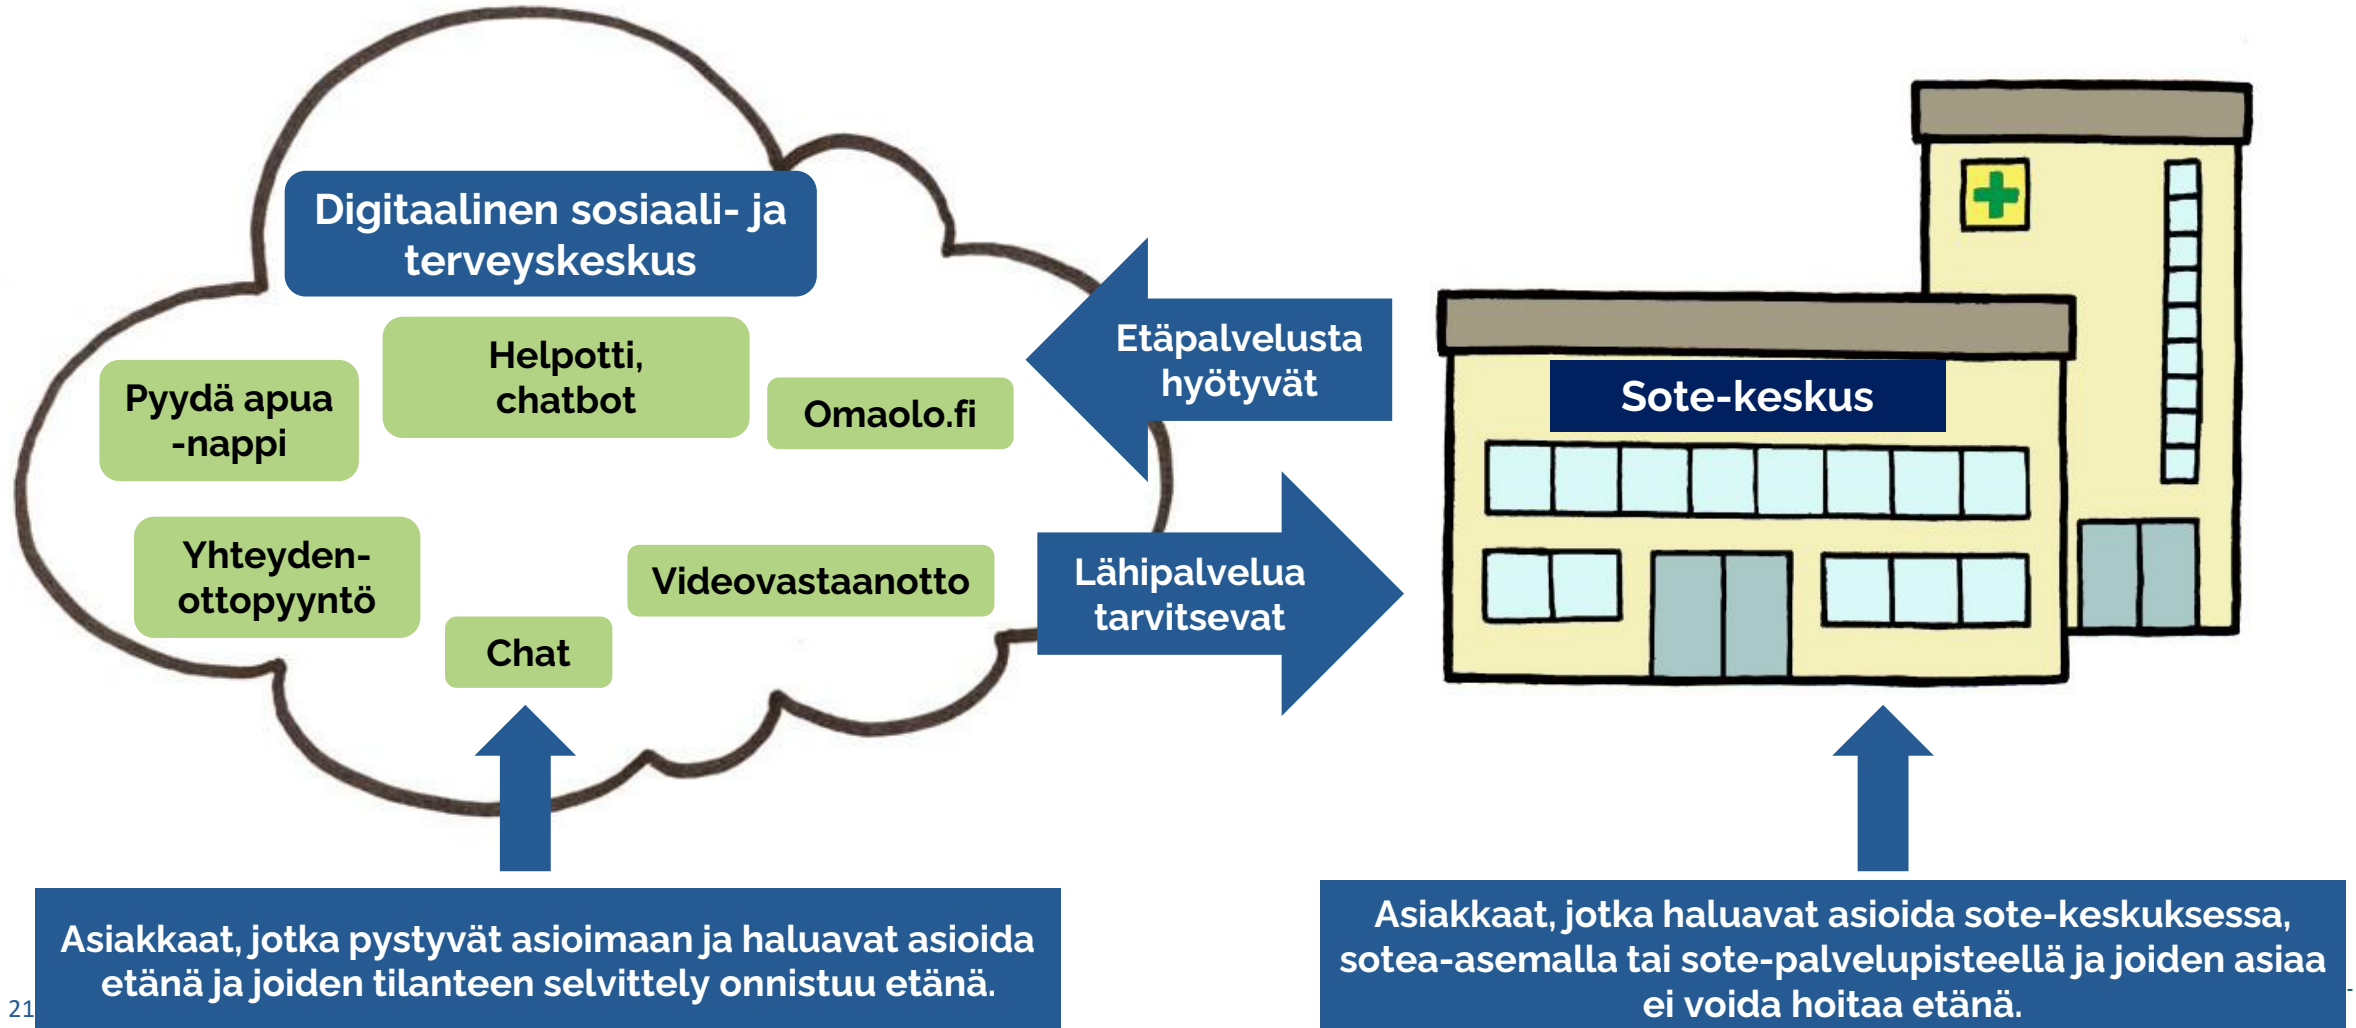 Digitaalinen sosiaali- ja
terveyskeskus
Helpotti,
chatbot
Pyydä apua
-nappi
Omaolo.fi
Yhteyden-
ottopyyntö
Videovastaanotto
Chat
Etäpalvelusta
hyötyvät
Lähipalvelua
tarvitsevat
Sote-keskus
Asiakkaat, jotka pystyvät asioimaan ja haluavat asioida
etänä ja joiden tilanteen selvittely onnistuu etänä.
Asiakkaat, jotka haluavat asioida sote-keskuksessa,
sotea-asemalla tai sote-palvelupisteellä ja joiden asiaa
ei voida hoitaa etänä.
21
-